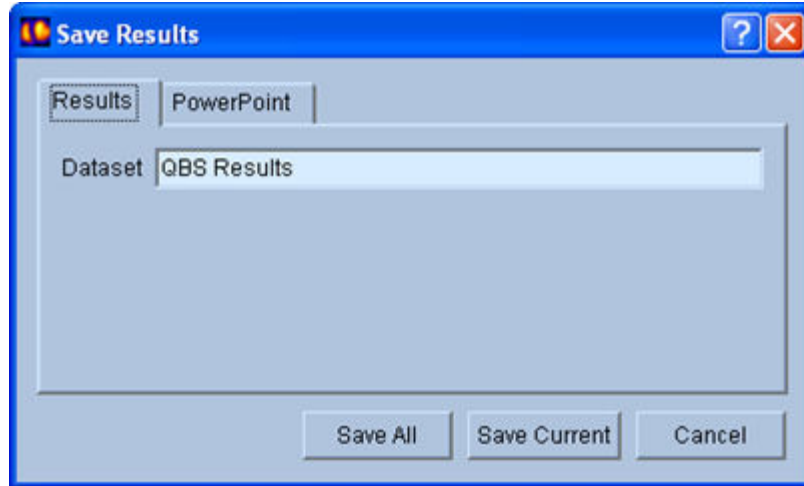 Save Results
?
Results PowerPoint
Dataset QBS Results
Save All Save Current Cancel